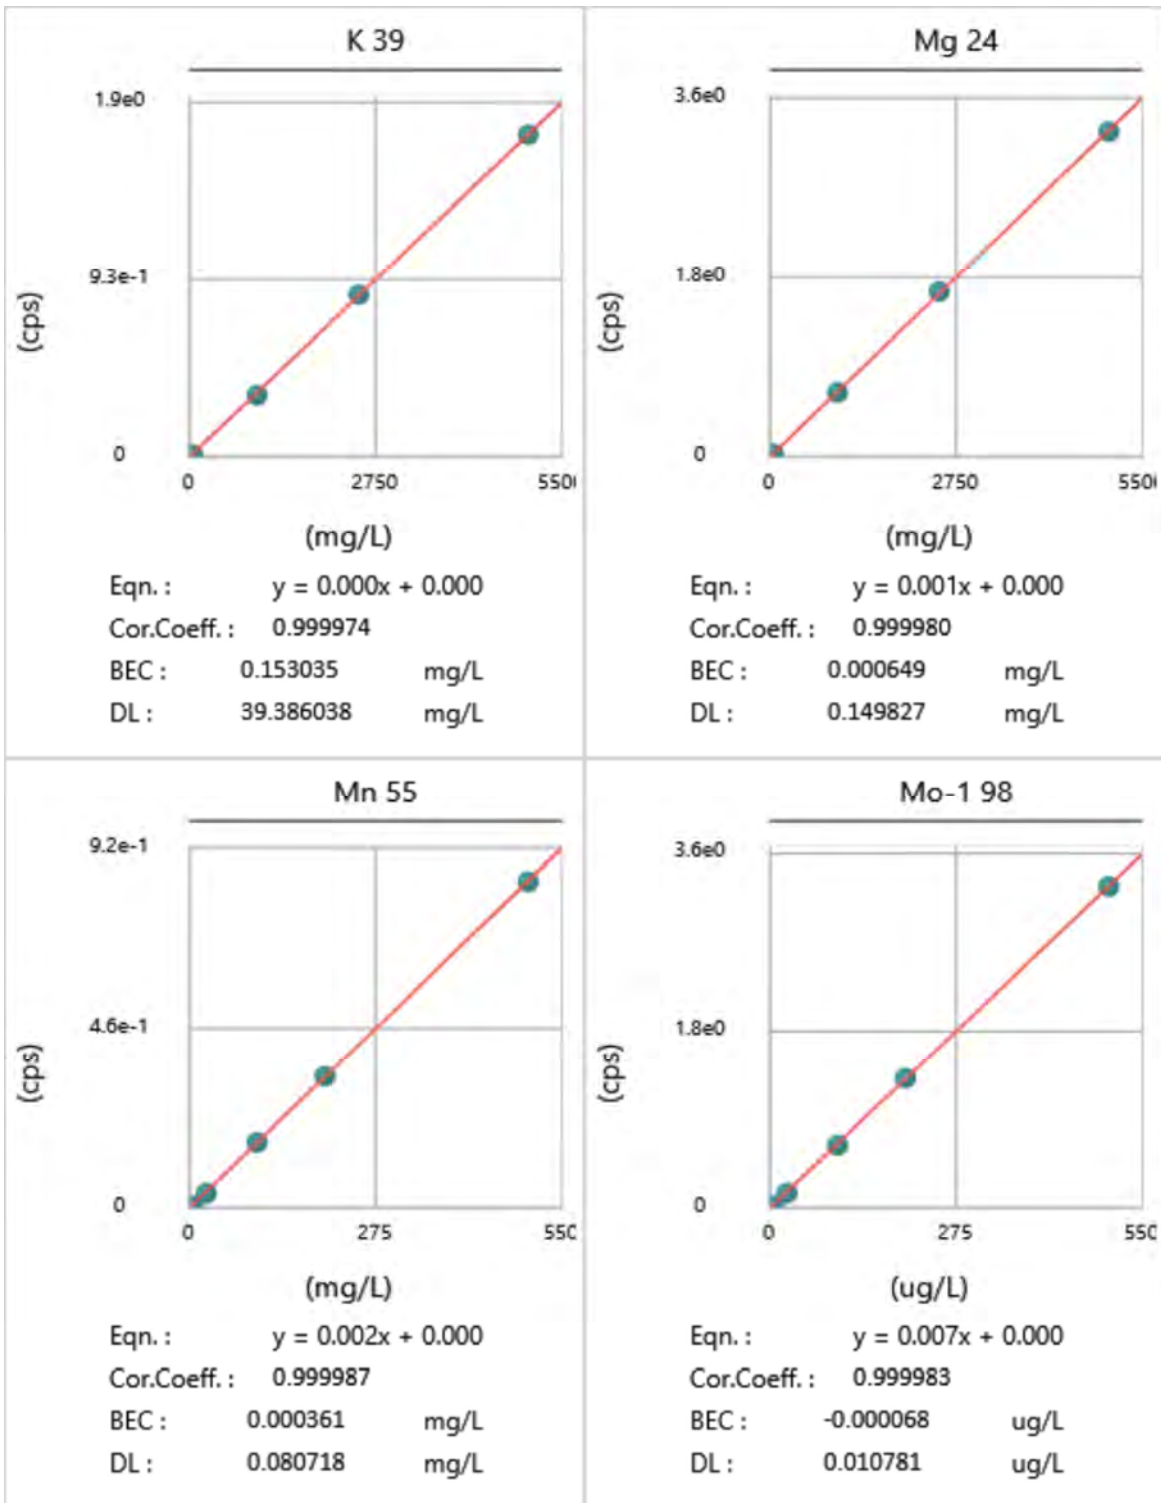 K 39
1.9e0
9.3e-1
0
(cps)
0 2750 550
(mg/L)
Eqn. : y = 0.000x + 0.000
Cor.Coeff. : 0.999974
BEC : 0.153035 mg/L
DL : 39.386038 mg/L
Mg 24
3.6e0
1.8e0
0
(cps)
0 2750 550
(mg/L)
Eqn. : y = 0.001x + 0.000
Cor.Coeff. : 0.999980
BEC : 0.000649 mg/L
DL : 0.149827 mg/L
Mn 55
9.2e-1
4.6e-1
0
(cps)
0 275 550
(mg/L)
Eqn. : y = 0.002x + 0.000
Cor.Coeff. : 0.999987
BEC : 0.000361 mg/L
DL : 0.080718 mg/L
Mo-1 98
3.6e0
1.8e0
0
(cps)
0 275 550
(ug/L)
Eqn. : y = 0.007x + 0.000
Cor.Coeff. : 0.999983
BEC : -0.000068 ug/L
DL : 0.010781 ug/L